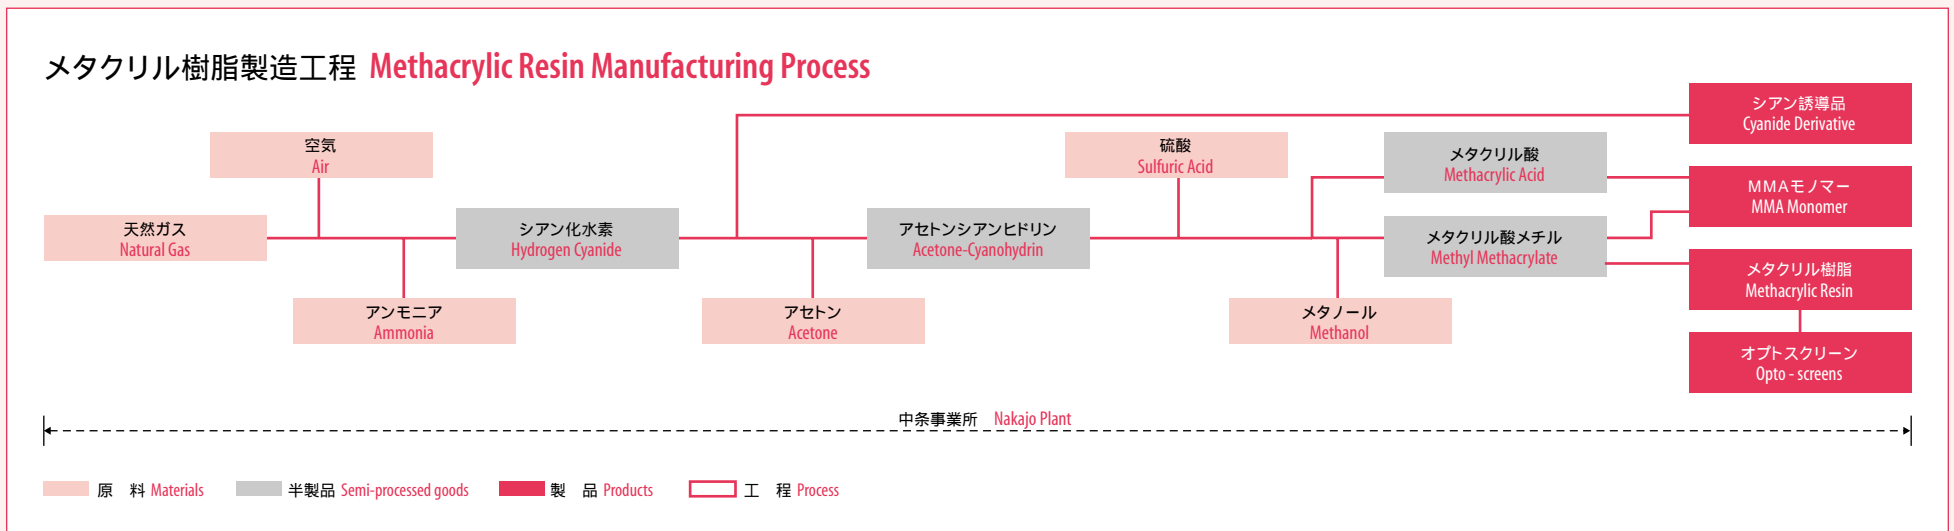 メタクリル樹脂製造工程 Methacrylic Resin Manufacturing Process
シアン誘導品
Cyanide Derivative
空気
Air
硫酸
Sulfuric Acid
メタクリル酸
Methacrylic Acid
MMAモノマー
MMA Monomer
天然ガス
Natural Gas
シアン化水素
Hydrogen Cyanide
アセトンシアンヒドリン
Acetone-Cyanohydrin
メタクリル酸メチル
Methyl Methacrylate
メタクリル樹脂
Methacrylic Resin
アンモニア
Ammonia
アセトン
Acetone
メタノール
Methanol
オプトスクリーン
Opto - screens
中条事業所 Nakajo Plant
原 料 Materials 半製品 Semi-processed goods 製 品 Products 工 程 Process